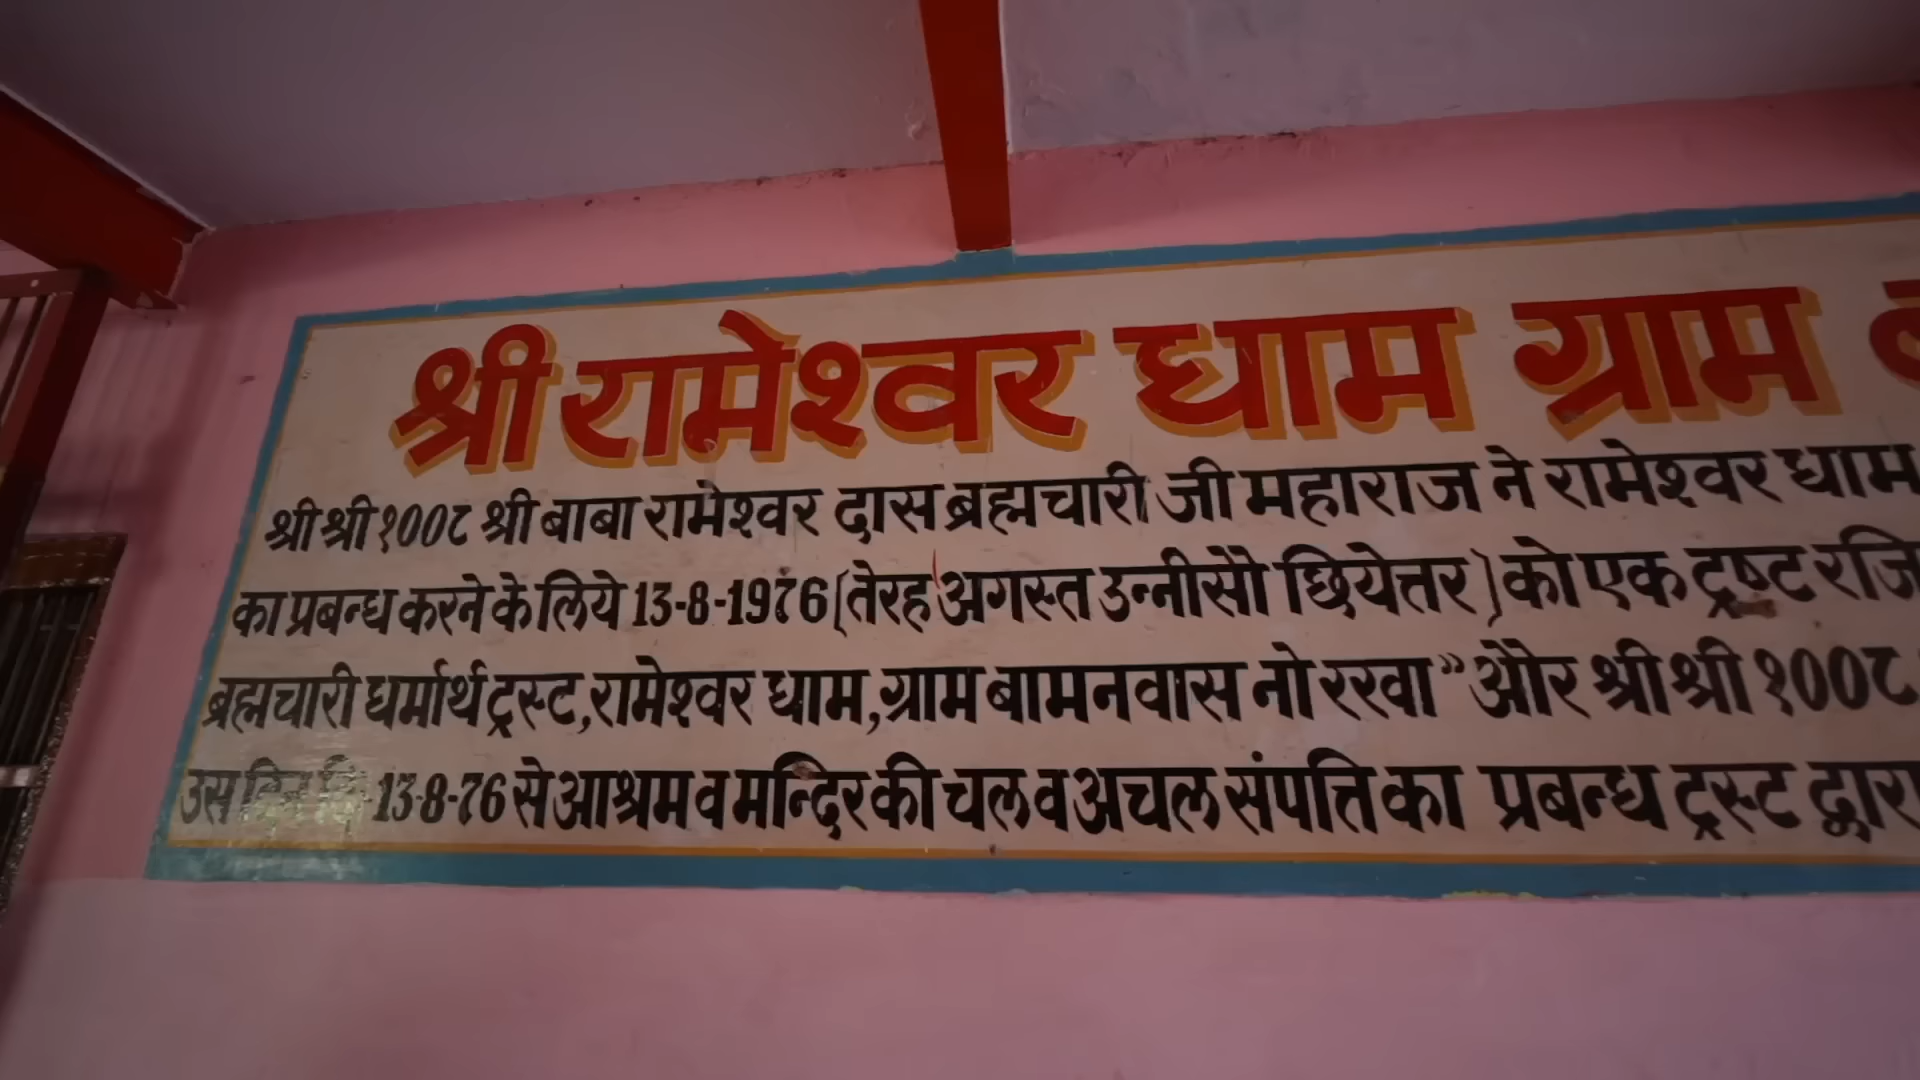 श्री रामेश्वर धाम ग्राम
श्री श्री १००८ श्री बाबा रामेश्वर दास ब्रह्मचारी जी महाराज ने रामेश्वर धाम
का प्रबन्ध करने के लिये 13-8-1976 (तेरह अगस्त उन्नीसौ छियेत्तर) को एक ट्रष्ट रजि
ब्रह्मचारी धर्मार्थ ट्रस्ट, रामेश्वर धाम, ग्राम बामनवास नो ररवा” और श्री श्री १००८
उस दिन दि-13-8-76 से आश्रम व मन्दिर की चल व अचल संपत्ति का प्रबन्ध ट्रस्ट द्वारा